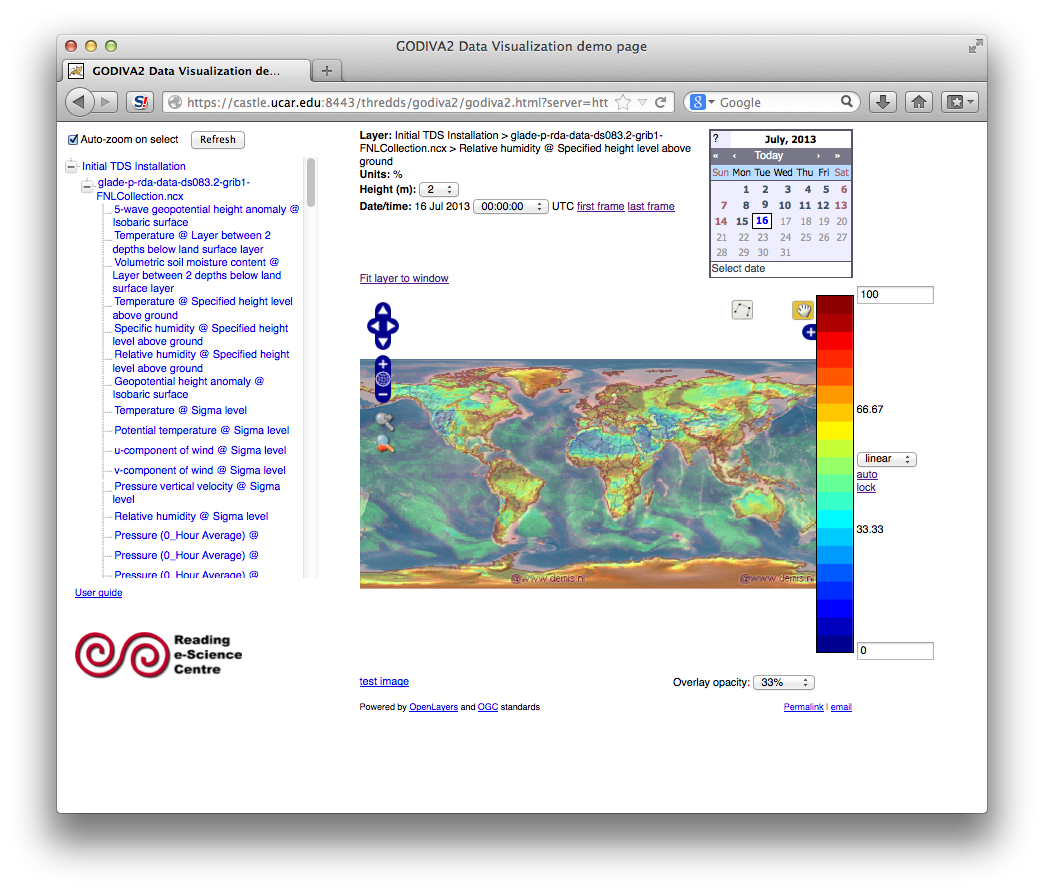 GODIVA2 Data Visualization demo page
GODIVA2 Data Visualization de...
https://castle.ucar.edu:8443/thredds/godiva2/godiva2.html?server=htt
Google
Auto-zoom on select
Refresh
Initial TDS Installation
glade-p-rda-data-ds083.2-grib1-
FNLCollection.ncx
5-wave geopotential height anomaly @
Isobaric surface
Temperature @ Layer between 2
depths below land surface layer
Volumetric soil moisture content @
Layer between 2 depths below land
surface layer
Temperature @ Specified height level
above ground
Specific humidity @ Specified height
level above ground
Relative humidity @ Specified height
level above ground
Geopotential height anomaly @
Isobaric surface
Temperature @ Sigma level
Potential temperature @ Sigma level
u-component of wind @ Sigma level
v-component of wind @ Sigma level
Pressure vertical velocity @ Sigma
level
Relative humidity @ Sigma level
Pressure (0_Hour Average) @
Pressure (0_Hour Average) @
Pressure (0_Hour Average) @
User guide
Reading
e-Science
Centre
Layer: Initial TDS Installation > glade-p-rda-data-ds083.2-grib1-
FNLCollection.ncx > Relative humidity @ Specified height level above
ground
Units: %
Height (m): 2
Date/time: 16 Jul 2013 00:00:00 UTC first frame last frame
Fit layer to window
? July, 2013
« ‹ Today › »
Sun Mon Tue Wed Thu Fri Sat
1 2 3 4 5 6
7 8 9 10 11 12 13
14 15 16 17 18 19 20
21 22 23 24 25 26 27
28 29 30 31
Select date
100
66.67
linear
auto
lock
33.33
0
@www.demis.nl @www.demis.nl
test image
Overlay opacity: 33%
Powered by OpenLayers and OGC standards
Permalink | email